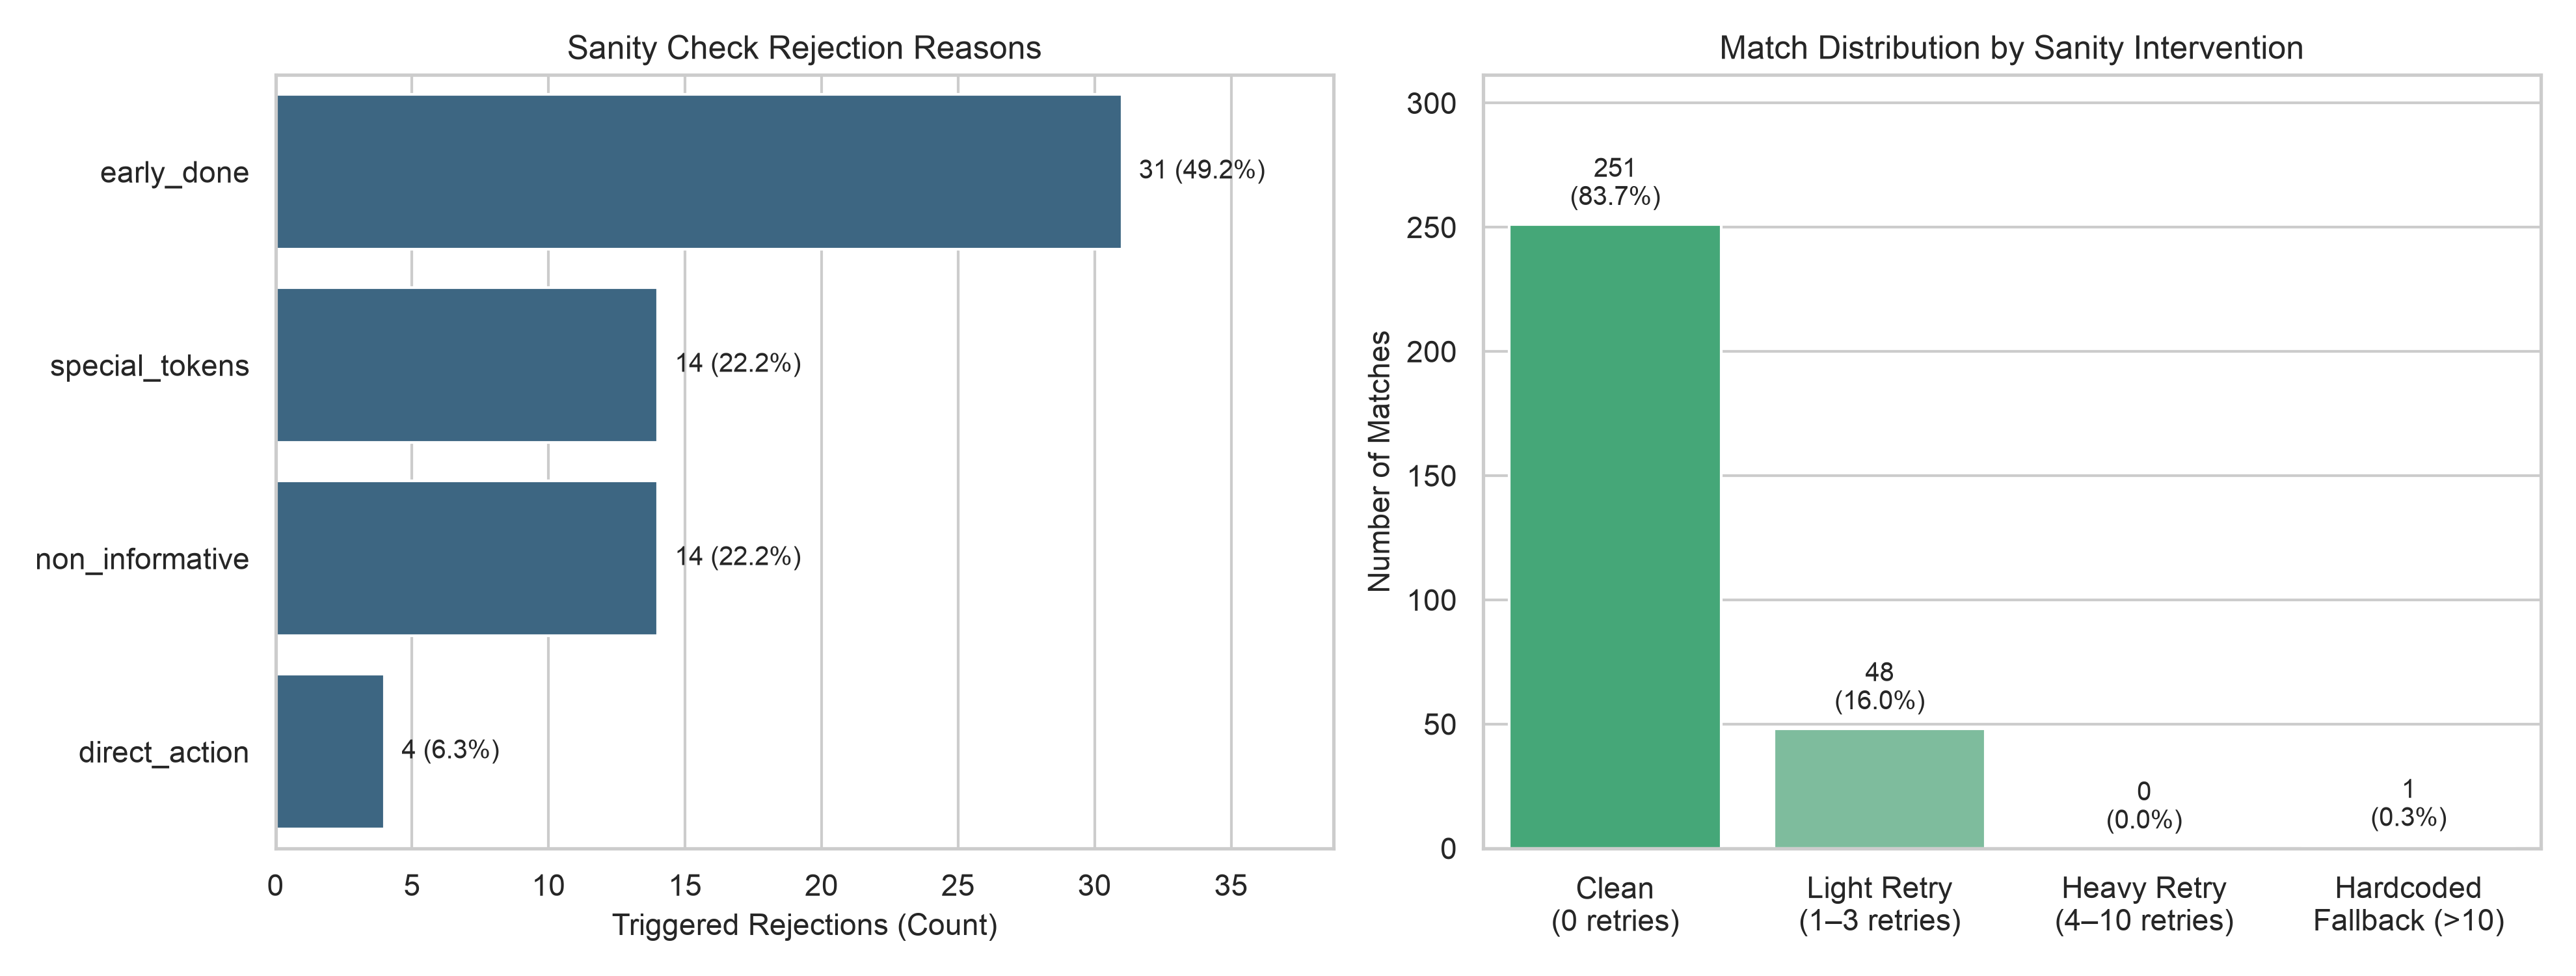 Sanity Check Rejection Reasons
early_done
31 (49.2%)
special_tokens
14 (22.2%)
non_informative
14 (22.2%)
direct_action
4 (6.3%)
0 5 10 15 20 25 30 35
Triggered Rejections (Count)
Match Distribution by Sanity Intervention
Number of Matches
300
250
200
150
100
50
0
251
(83.7%)
48
(16.0%)
0
(0.0%)
1
(0.3%)
Clean
(0 retries)
Light Retry
(1–3 retries)
Heavy Retry
(4–10 retries)
Hardcoded
Fallback (>10)